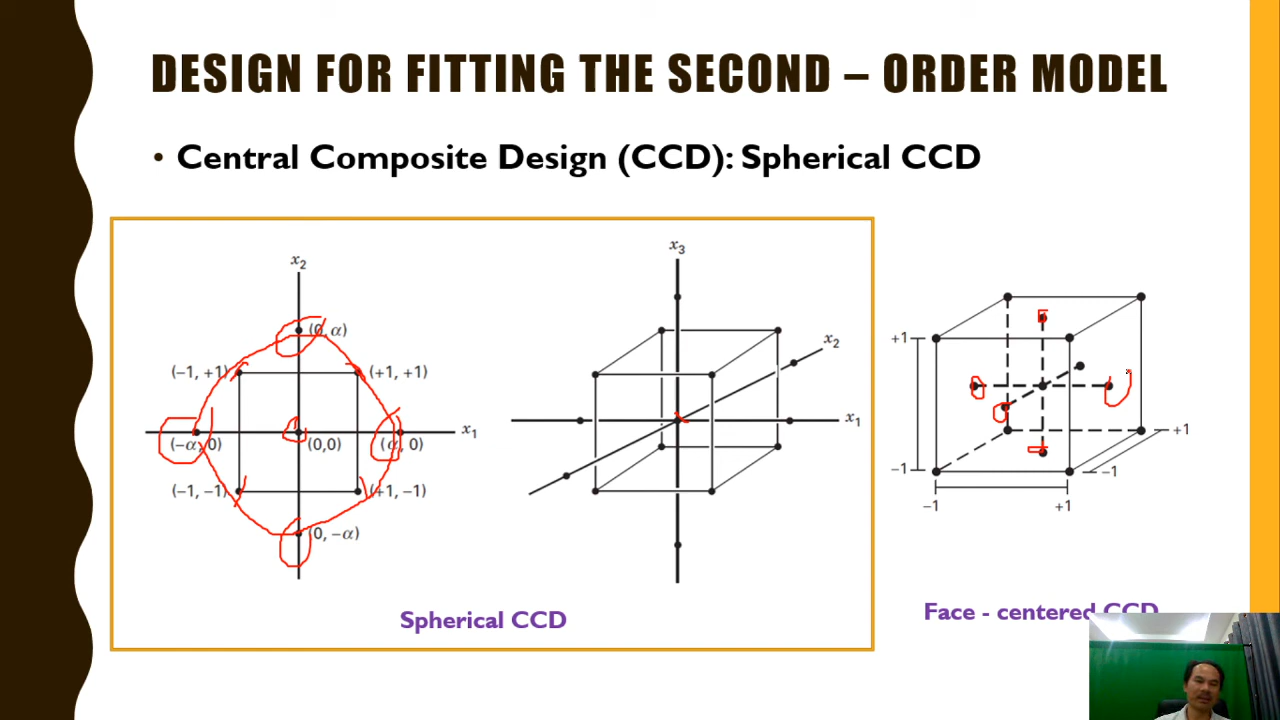 DESIGN FOR FITTING THE SECOND – ORDER MODEL
• Central Composite Design (CCD): Spherical CCD
x₂
(0, α)
(−1, +1)
(+1, +1)
x₁
(−α, 0)
(0,0)
(α, 0)
(−1, −1)
(+1, −1)
(0, −α)
x₃
x₂
x₁
Spherical CCD
+1
−1
+1
−1
−1
+1
Face - centered CCD